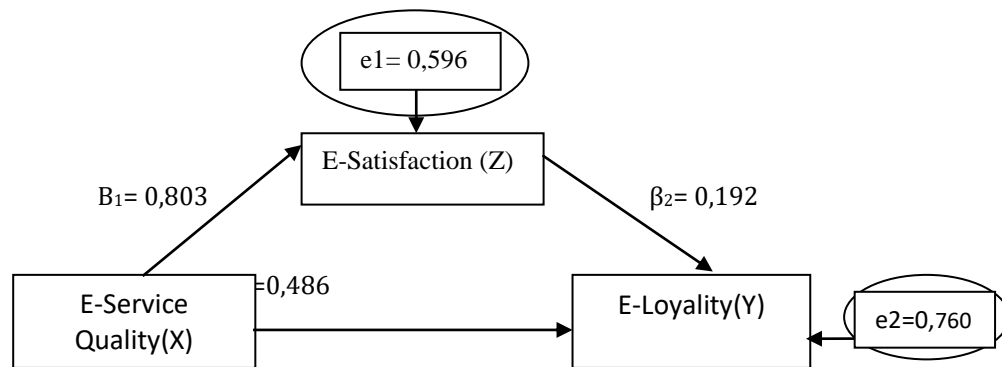 e1= 0,596
E-Satisfaction (Z)
B₁= 0,803
β₂= 0,192
=0,486
E-Service
Quality(X)
E-Loyality(Y)
e2=0,760